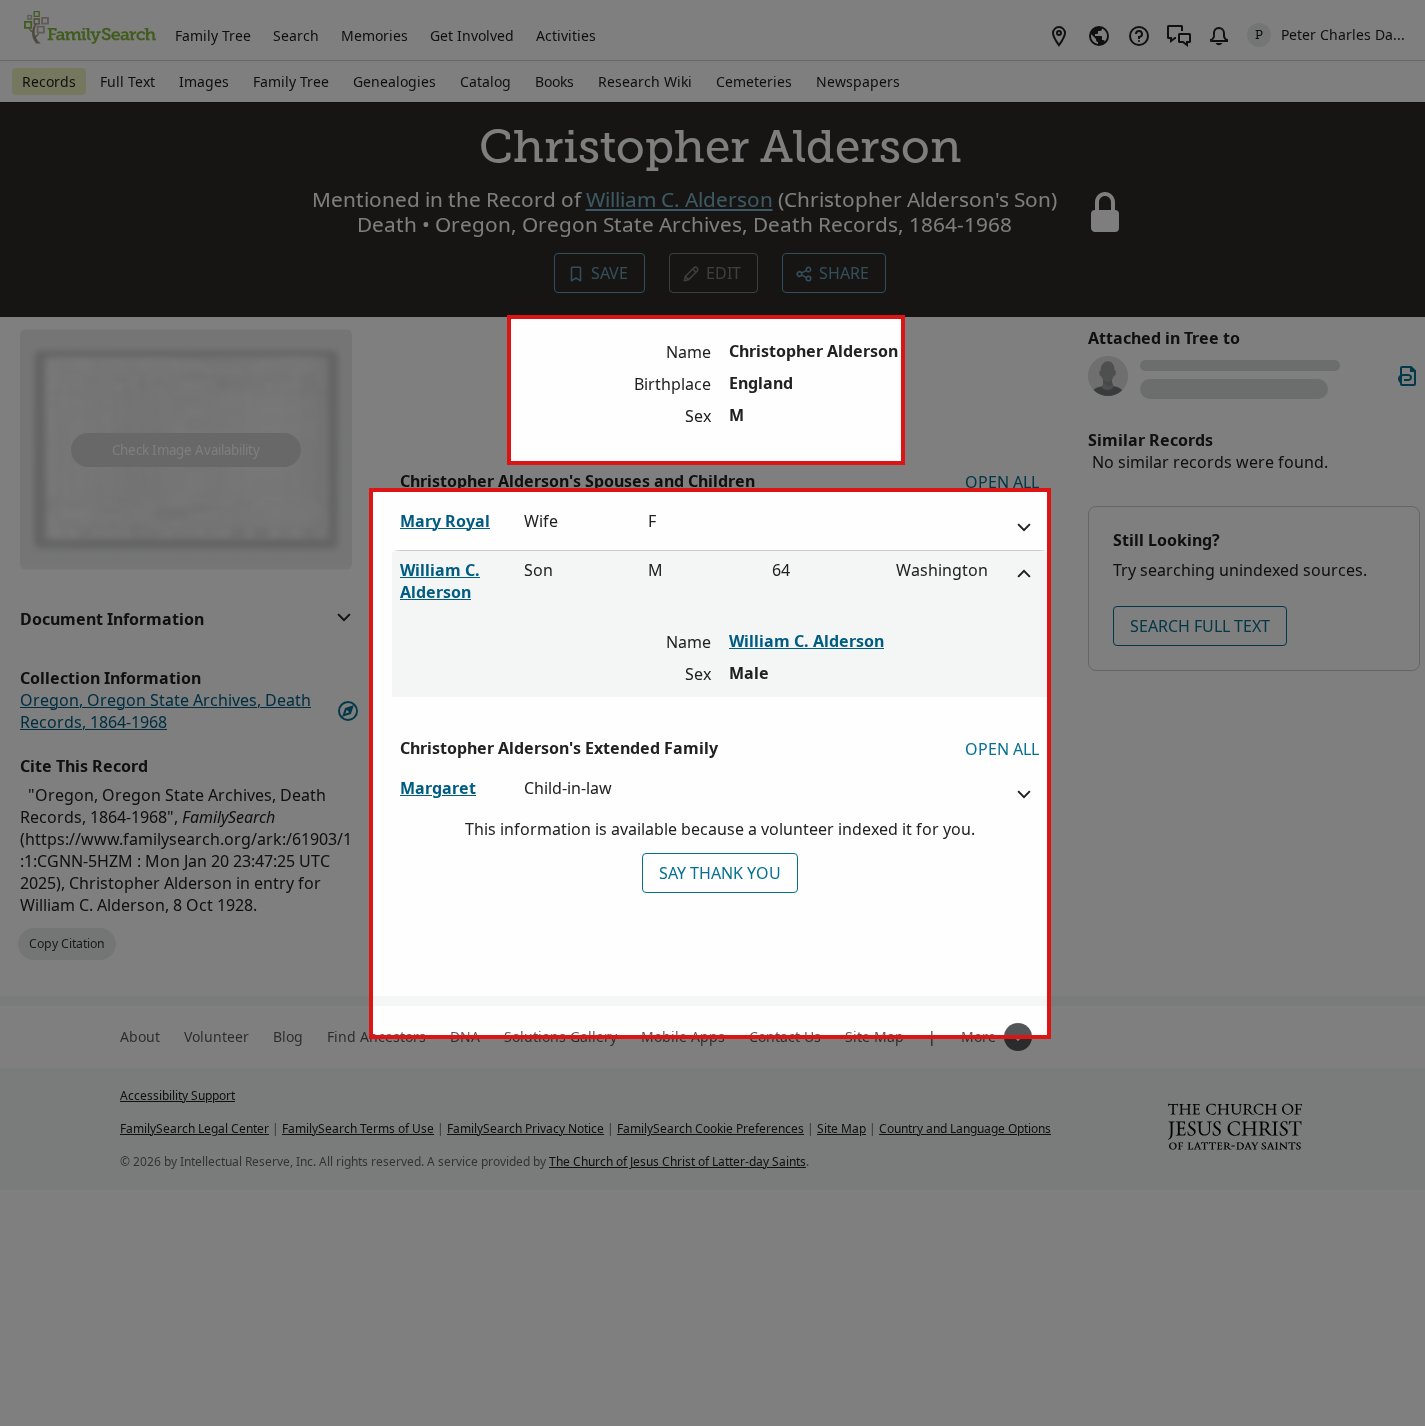 FamilySearch
Family Tree Search Memories Get Involved Activities
P Peter Charles Da...
Records Full Text Images Family Tree Genealogies Catalog Books Research Wiki Cemeteries Newspapers
Christopher Alderson
Mentioned in the Record of William C. Alderson (Christopher Alderson's Son)
Death • Oregon, Oregon State Archives, Death Records, 1864-1968
SAVE EDIT SHARE
Check Image Availability
Document Information
Collection Information
Oregon, Oregon State Archives, Death
Records, 1864-1968
Cite This Record
"Oregon, Oregon State Archives, Death
Records, 1864-1968", FamilySearch
(https://www.familysearch.org/ark:/61903/1
:1:CGNN-5HZM : Mon Jan 20 23:47:25 UTC
2025), Christopher Alderson in entry for
William C. Alderson, 8 Oct 1928.
Copy Citation
Name Christopher Alderson
Birthplace England
Sex M
Christopher Alderson's Spouses and Children OPEN ALL
Mary Royal Wife F
William C. Son M 64 Washington
Alderson
Name William C. Alderson
Sex Male
Christopher Alderson's Extended Family OPEN ALL
Margaret Child-in-law
This information is available because a volunteer indexed it for you.
SAY THANK YOU
Attached in Tree to
Similar Records
No similar records were found.
Still Looking?
Try searching unindexed sources.
SEARCH FULL TEXT
About Volunteer Blog Find Ancestors DNA Solutions Gallery Mobile Apps Contact Us Site Map | More
Accessibility Support
FamilySearch Legal Center | FamilySearch Terms of Use | FamilySearch Privacy Notice | FamilySearch Cookie Preferences | Site Map | Country and Language Options
© 2026 by Intellectual Reserve, Inc. All rights reserved. A service provided by The Church of Jesus Christ of Latter-day Saints.
THE CHURCH OF
JESUS CHRIST
OF LATTER-DAY SAINTS